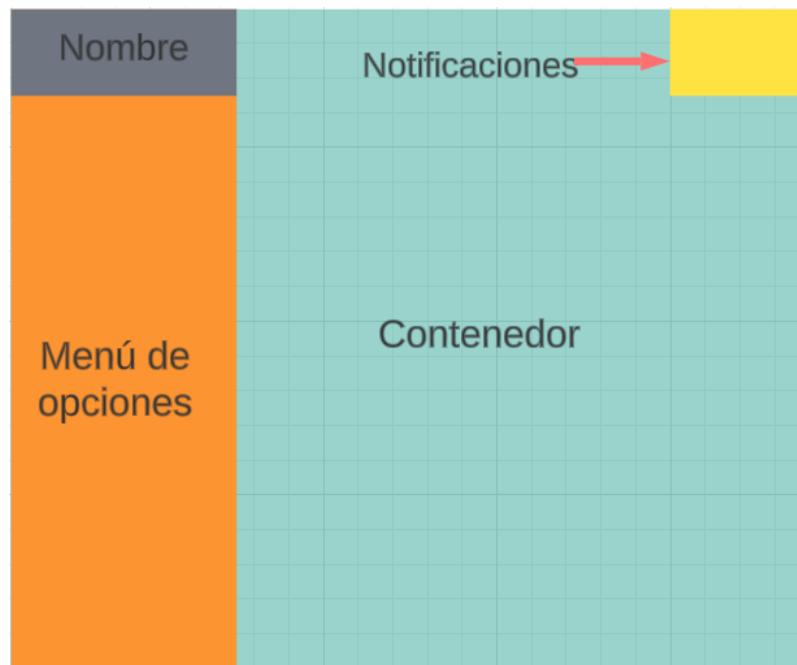 Nombre
Notificaciones
Contenedor
Menú de
opciones